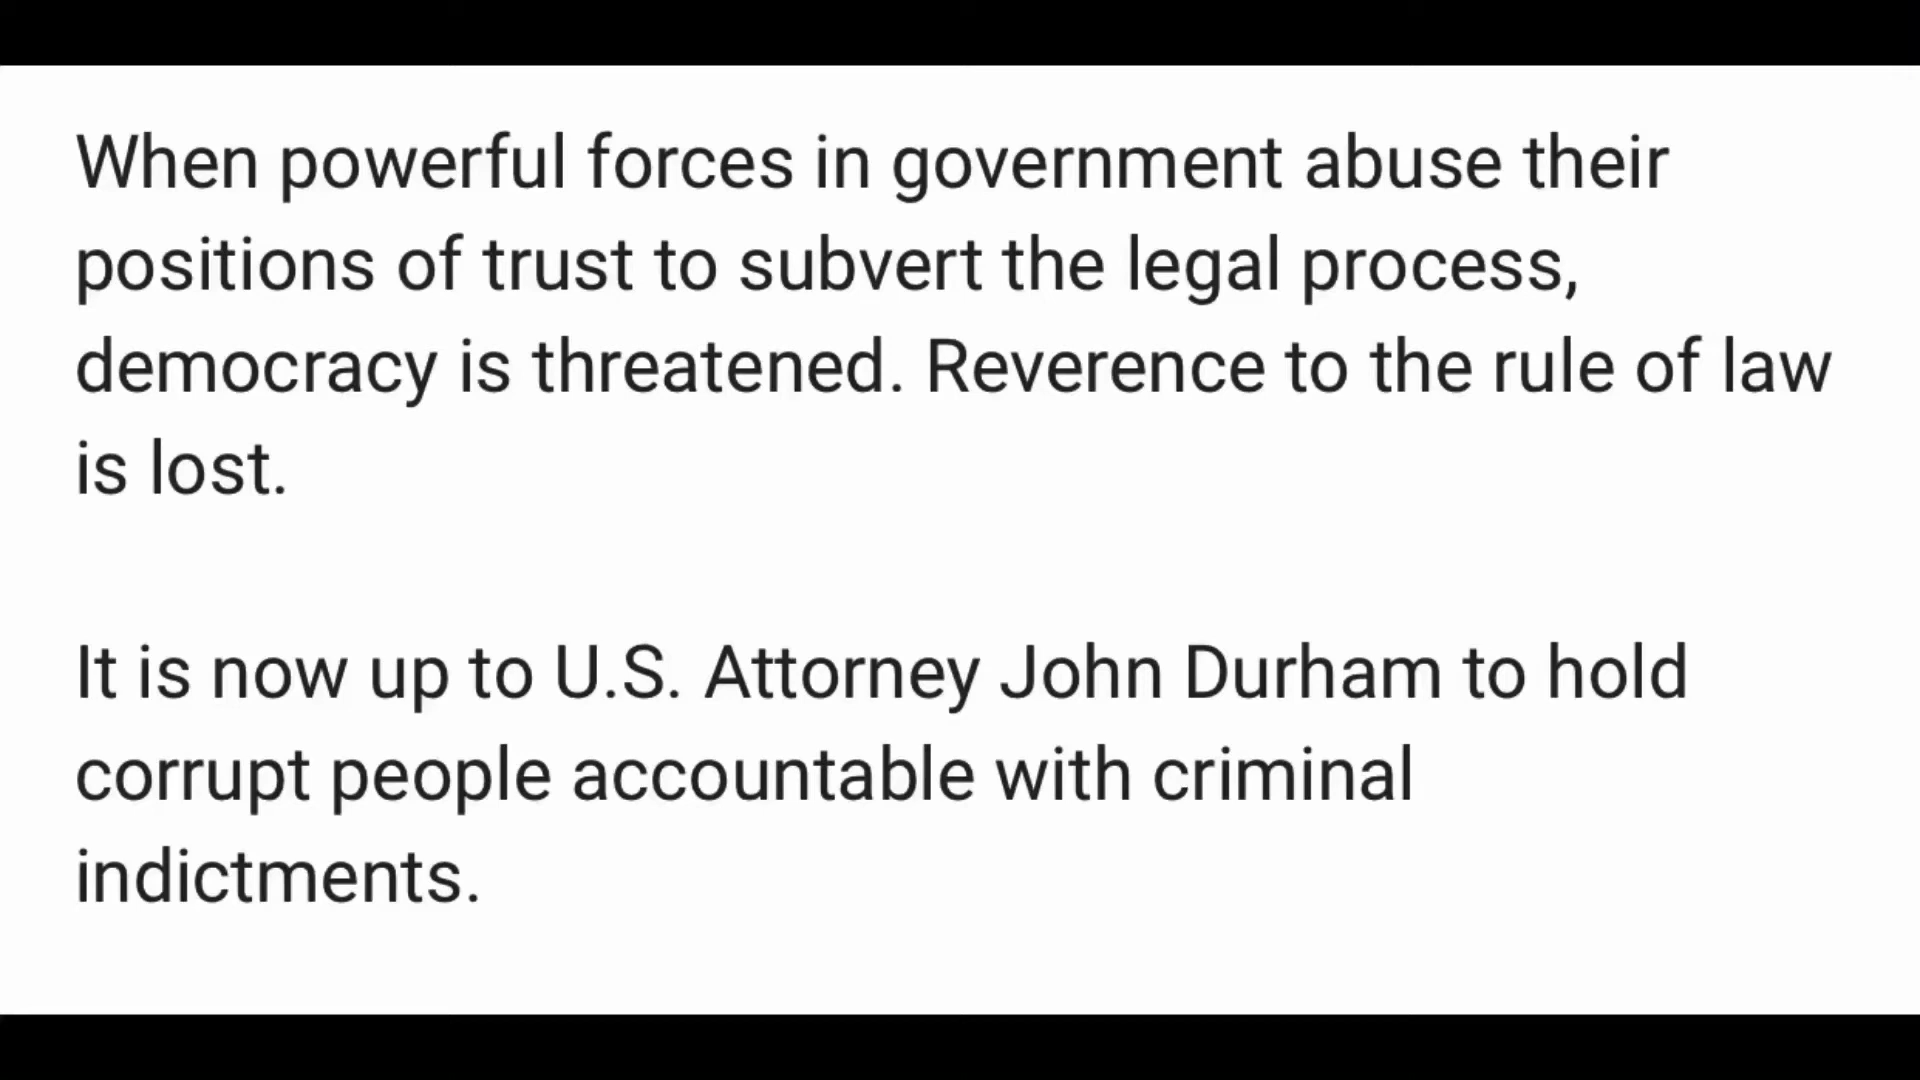 When powerful forces in government abuse their
positions of trust to subvert the legal process,
democracy is threatened. Reverence to the rule of law
is lost.
It is now up to U.S. Attorney John Durham to hold
corrupt people accountable with criminal
indictments.